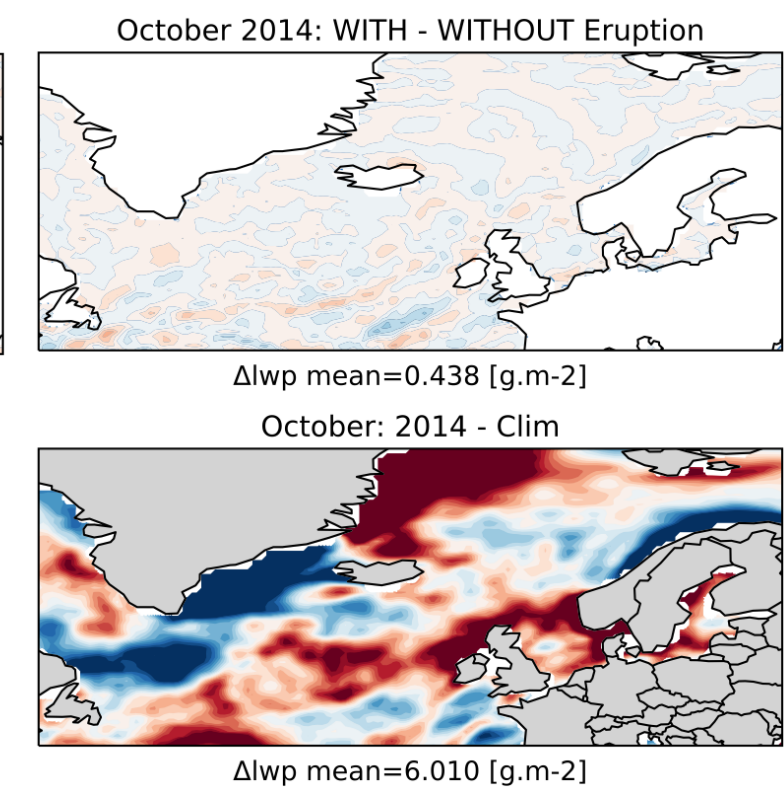 October 2014: WITH - WITHOUT Eruption
Δlwp mean=0.438 [g.m-2]
October: 2014 - Clim
Δlwp mean=6.010 [g.m-2]